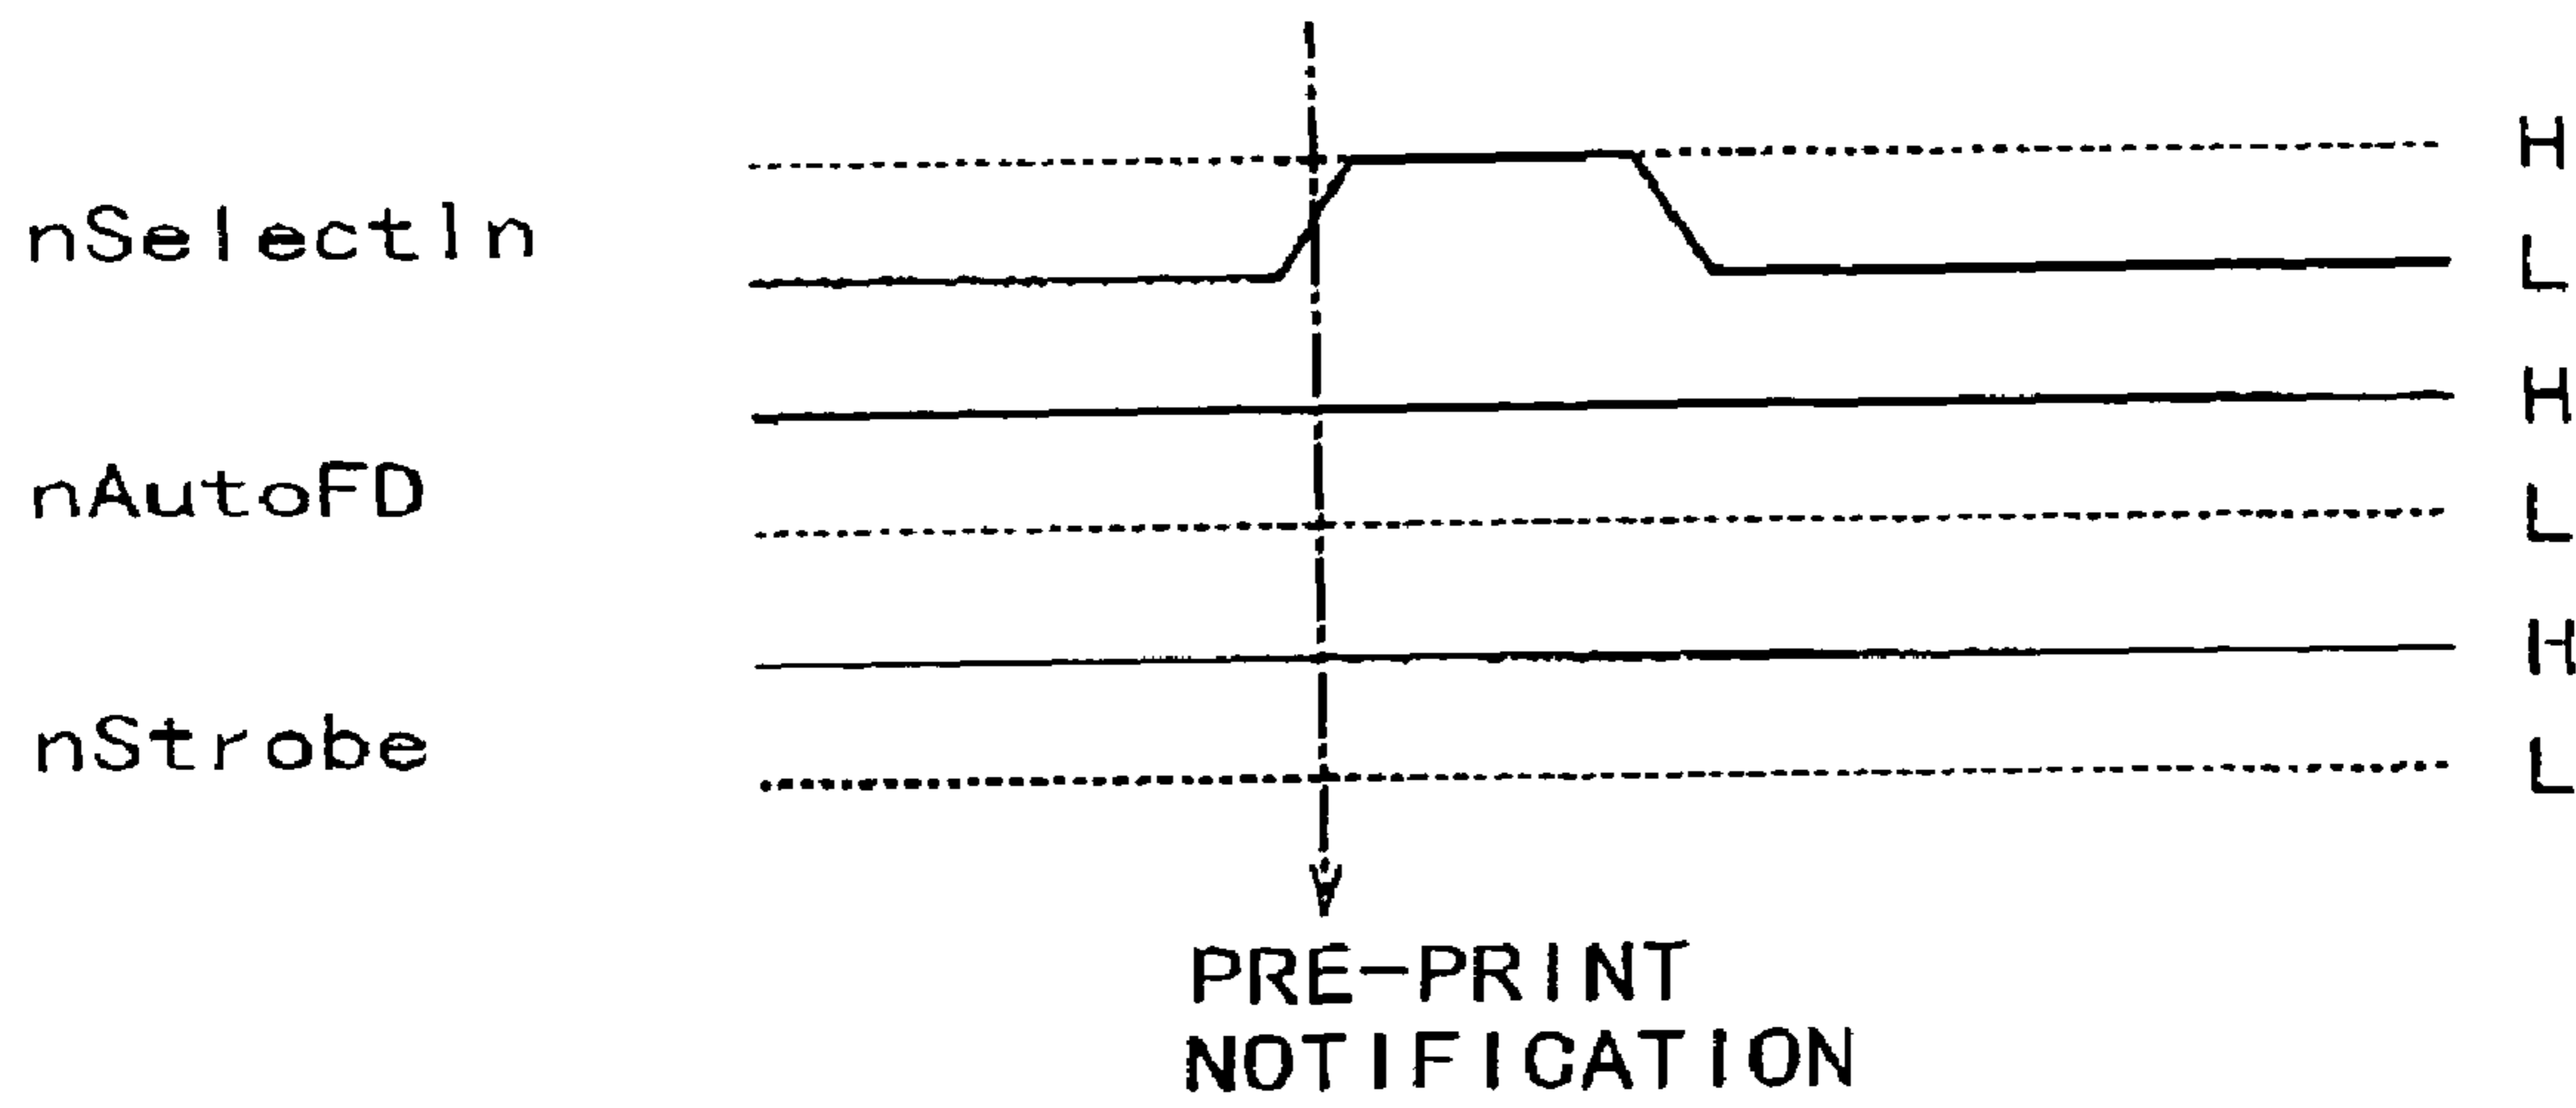 H
nSelectIn
L
H
nAutoFD
L
H
nStrobe
L
PRE-PRINT
NOTIFICATION